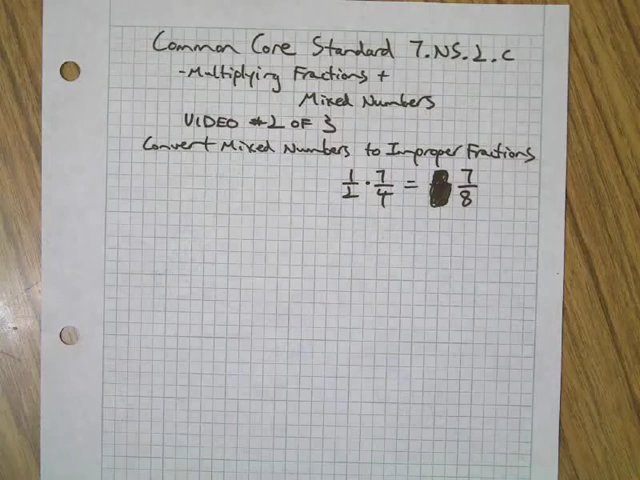 Common Core Standard 7.NS.2.c
- Multiplying Fractions +
Mixed Numbers
VIDEO #2 OF 3
Convert Mixed Numbers to Improper Fractions
1/2 · 7/4 = 7/8